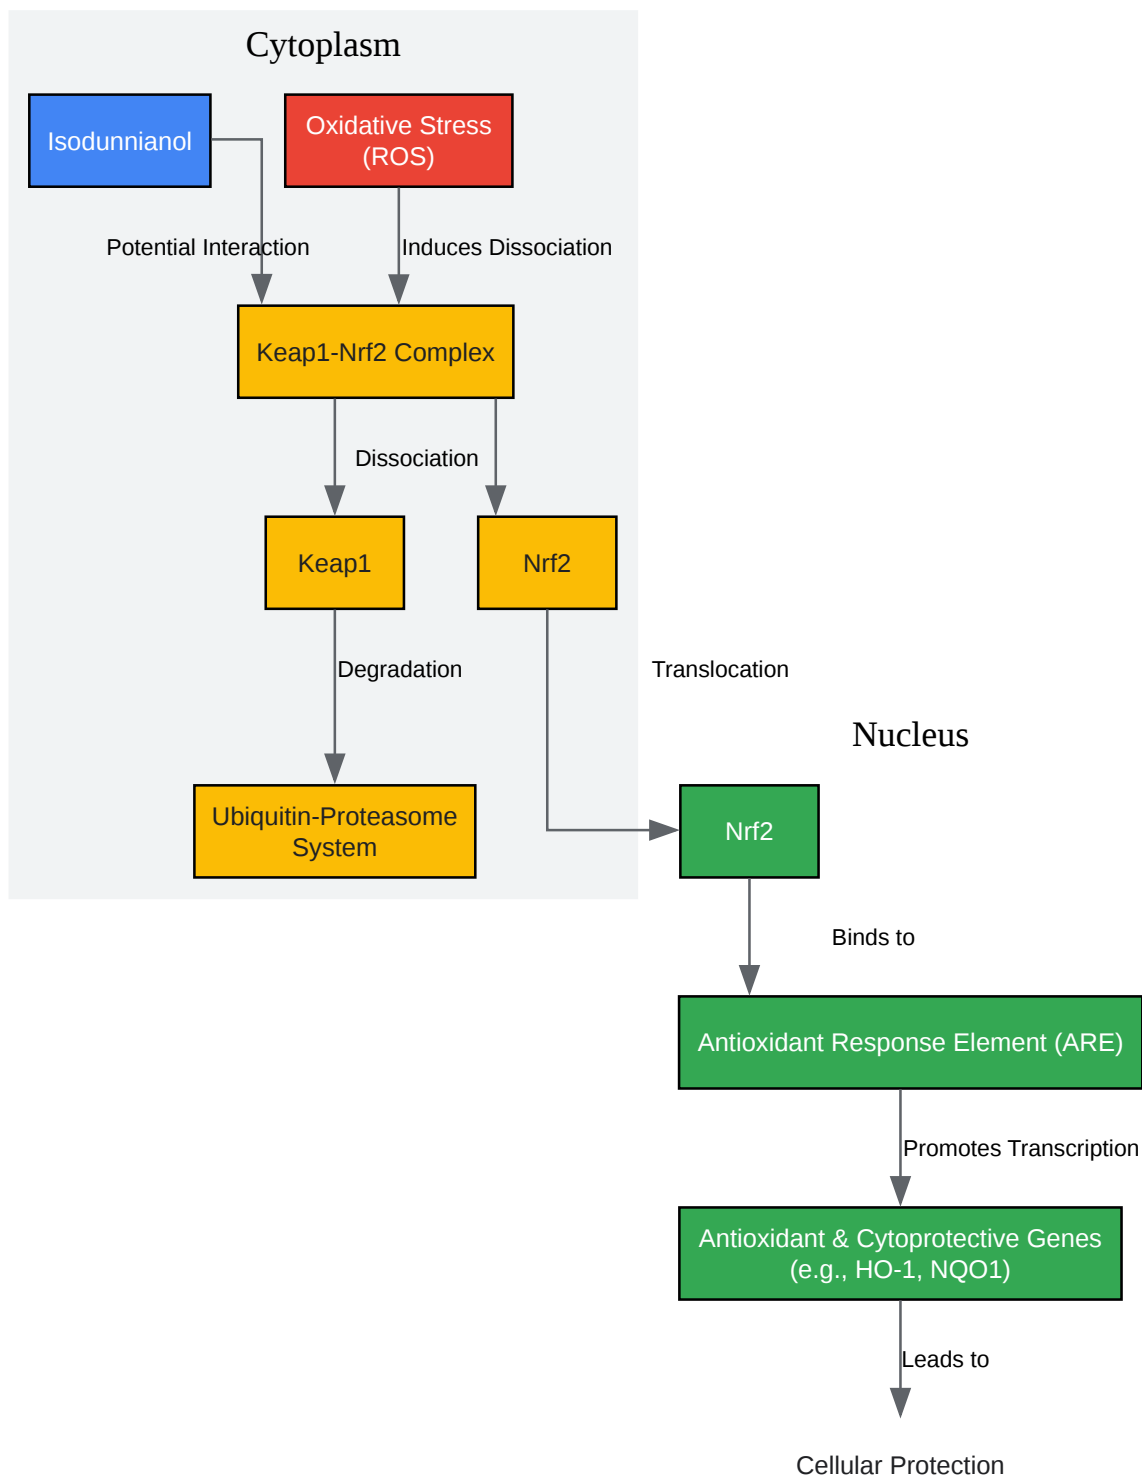 Cytoplasm
Isodunnianol
Oxidative Stress
(ROS)
Potential Interaction
Induces Dissociation
Keap1-Nrf2 Complex
Dissociation
Keap1
Nrf2
Degradation
Translocation
Nucleus
Ubiquitin-Proteasome
System
Nrf2
Binds to
Antioxidant Response Element (ARE)
Promotes Transcription
Antioxidant & Cytoprotective Genes
(e.g., HO-1, NQO1)
Leads to
Cellular Protection